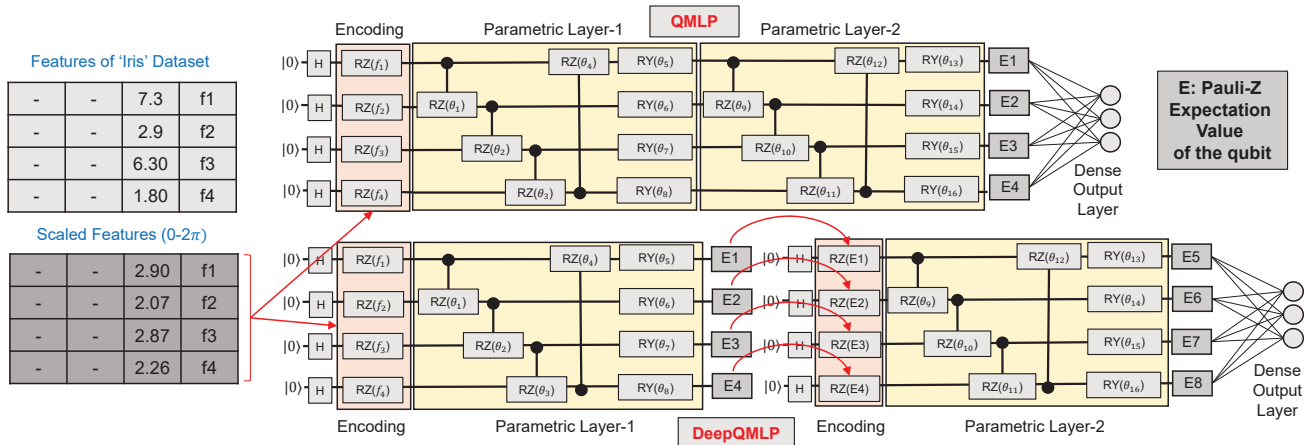 QMLP
Encoding Parametric Layer-1 Parametric Layer-2
Features of 'Iris' Dataset
- - 7.3 f1
- - 2.9 f2
- - 6.30 f3
- - 1.80 f4
|0⟩ H RZ(f₁) RZ(θ₄) RY(θ₅) RZ(θ₁₂) RY(θ₁₃) E1
|0⟩ H RZ(f₂) RZ(θ₁) RY(θ₆) RZ(θ₉) RY(θ₁₄) E2
|0⟩ H RZ(f₃) RZ(θ₂) RY(θ₇) RZ(θ₁₀) RY(θ₁₅) E3
|0⟩ H RZ(f₄) RZ(θ₃) RY(θ₈) RZ(θ₁₁) RY(θ₁₆) E4
Dense
Output
Layer
E: Pauli-Z
Expectation
Value
of the qubit
Scaled Features (0-2π)
- - 2.90 f1
- - 2.07 f2
- - 2.87 f3
- - 2.26 f4
|0⟩ H RZ(f₁) RZ(θ₄) RY(θ₅) E1 |0⟩ H RZ(E1) RZ(θ₁₂) RY(θ₁₃) E5
|0⟩ H RZ(f₂) RZ(θ₁) RY(θ₆) E2 |0⟩ H RZ(E2) RZ(θ₉) RY(θ₁₄) E6
|0⟩ H RZ(f₃) RZ(θ₂) RY(θ₇) E3 |0⟩ H RZ(E3) RZ(θ₁₀) RY(θ₁₅) E7
|0⟩ H RZ(f₄) RZ(θ₃) RY(θ₈) E4 |0⟩ H RZ(E4) RZ(θ₁₁) RY(θ₁₆) E8
Dense
Output
Layer
Encoding Parametric Layer-1 DeepQMLP Encoding Parametric Layer-2